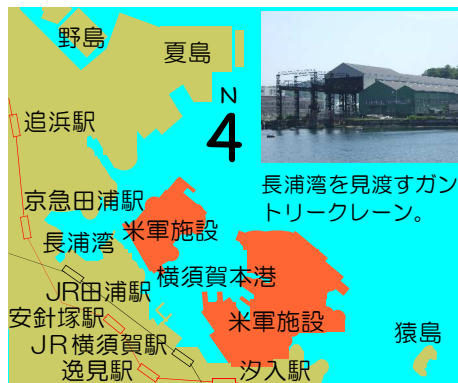 野島
夏島
N
4
追浜駅
長浦湾を見渡すガン
トリークレーン。
京急田浦駅
米軍施設
長浦湾
横須賀本港
JR田浦駅
安針塚駅
米軍施設
JR横須賀駅
猿島
逸見駅
汐入駅